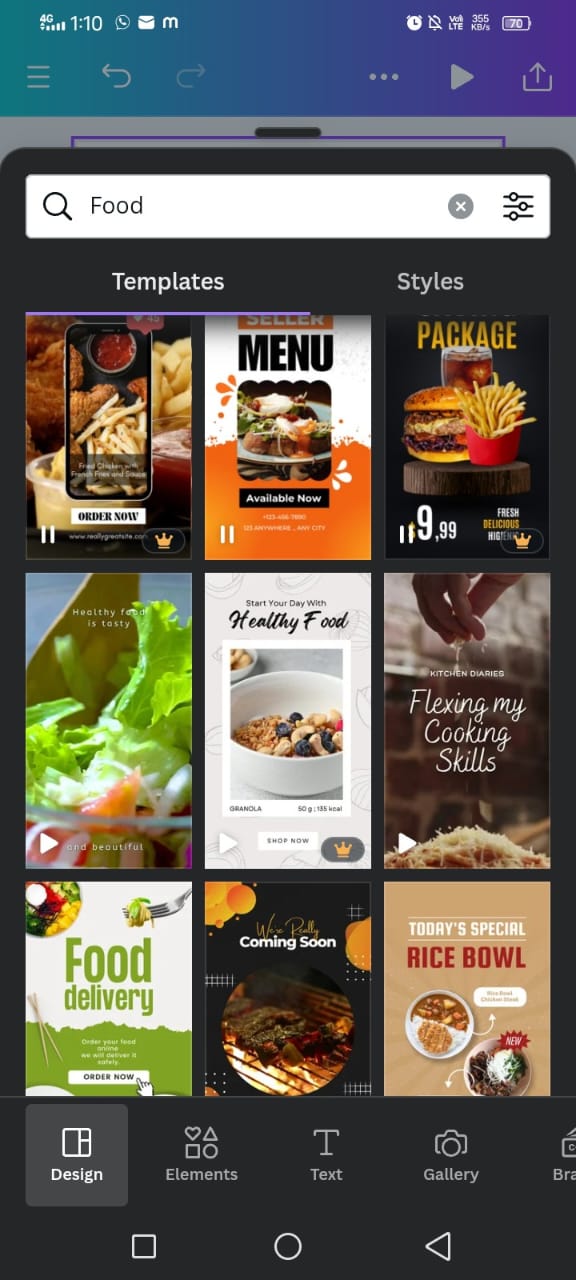 4G 1:10 m VoLTE 355 KB/s 70
Food
Templates Styles
45
Fried Chicken with
French Fries and Sauce
ORDER NOW
www.reallygreatsite.com
SELLER
MENU
Available Now
+123-456-7890
123 ANYWHERE , ANY CITY
PACKAGE
$9,99
FRESH
DELICIOUS
Healthy food
is tasty
and beautiful
Start Your Day With
Healthy Food
GRANOLA 50 g ; 135 kcal
SHOP NOW
KITCHEN DIARIES
Flexing my
Cooking
Skills
Food
delivery
Order your food
online
we will deliver it
safely.
ORDER NOW
We're Really
Coming Soon
TODAY'S SPECIAL
RICE BOWL
Rice Bowl
Chicken Steak
NEW
Design Elements Text Gallery Bra